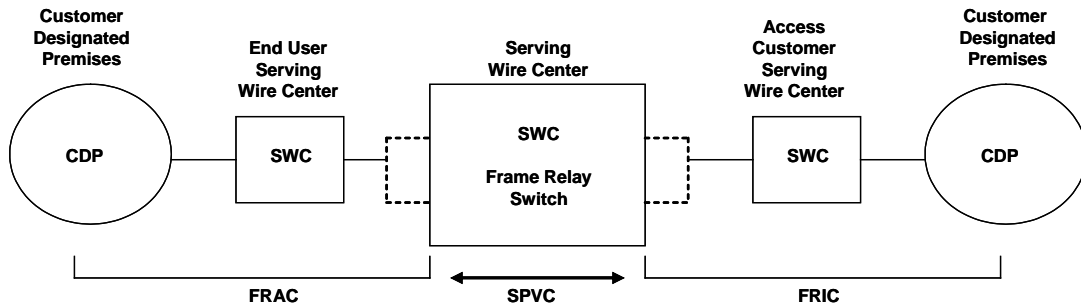 Customer
Designated
Premises
End User
Serving
Wire Center
Serving
Wire Center
Access
Customer
Serving
Wire Center
Customer
Designated
Premises
CDP
SWC
SWC
Frame Relay
Switch
SWC
CDP
FRAC
SPVC
FRIC